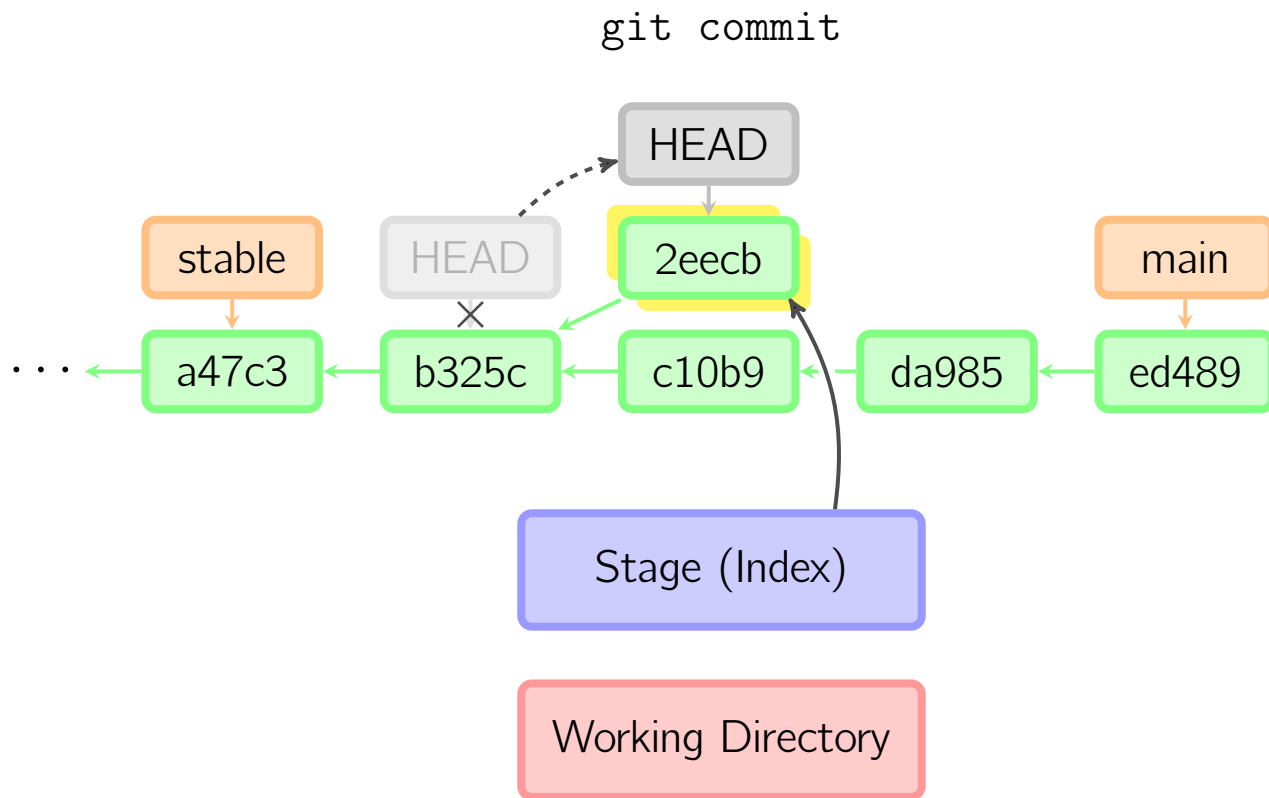 git commit
HEAD
stable
HEAD
2eecb
main
...
a47c3
b325c
c10b9
da985
ed489
Stage (Index)
Working Directory